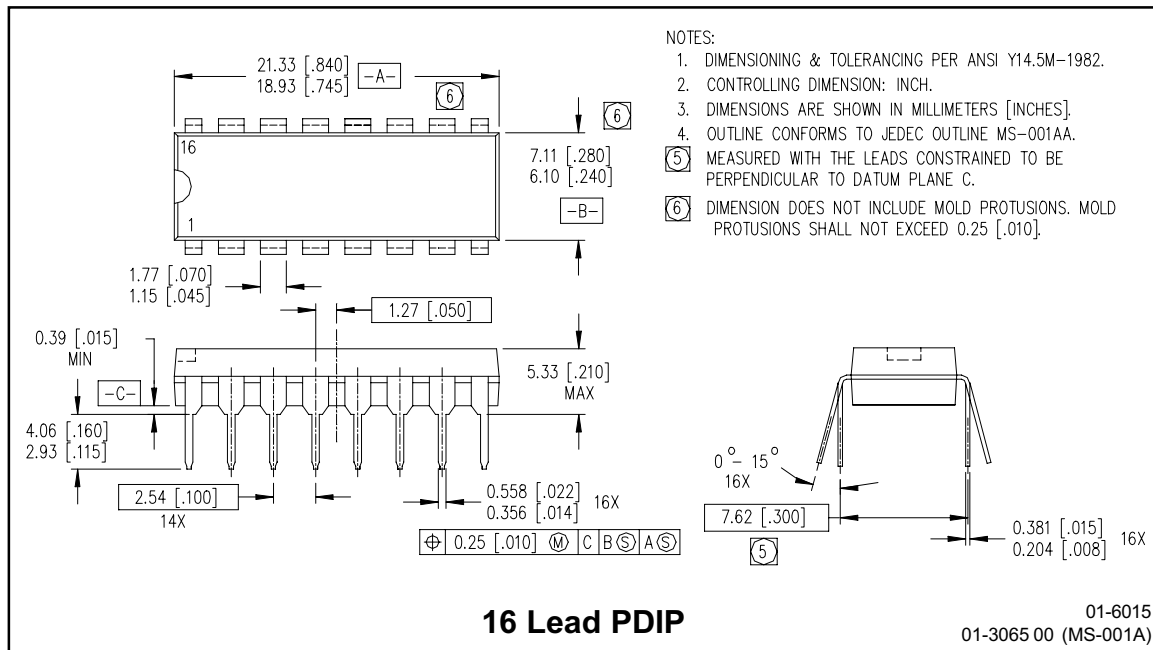 21.33 [.840]
18.93 [.745]
-A-
6
6
16
1
7.11 [.280]
6.10 [.240]
-B-
NOTES:
1. DIMENSIONING & TOLERANCING PER ANSI Y14.5M-1982.
2. CONTROLLING DIMENSION: INCH.
3. DIMENSIONS ARE SHOWN IN MILLIMETERS [INCHES].
4. OUTLINE CONFORMS TO JEDEC OUTLINE MS-001AA.
5 MEASURED WITH THE LEADS CONSTRAINED TO BE
PERPENDICULAR TO DATUM PLANE C.
6 DIMENSION DOES NOT INCLUDE MOLD PROTUSIONS. MOLD
PROTUSIONS SHALL NOT EXCEED 0.25 [.010].
1.77 [.070]
1.15 [.045]
1.27 [.050]
0.39 [.015]
MIN
-C-
5.33 [.210]
MAX
4.06 [.160]
2.93 [.115]
2.54 [.100]
14X
0.558 [.022]
0.356 [.014] 16X
⌖ 0.25 [.010] Ⓜ C B Ⓢ A Ⓢ
0° - 15°
16X
7.62 [.300]
5
0.381 [.015]
0.204 [.008] 16X
16 Lead PDIP
01-6015
01-3065 00 (MS-001A)